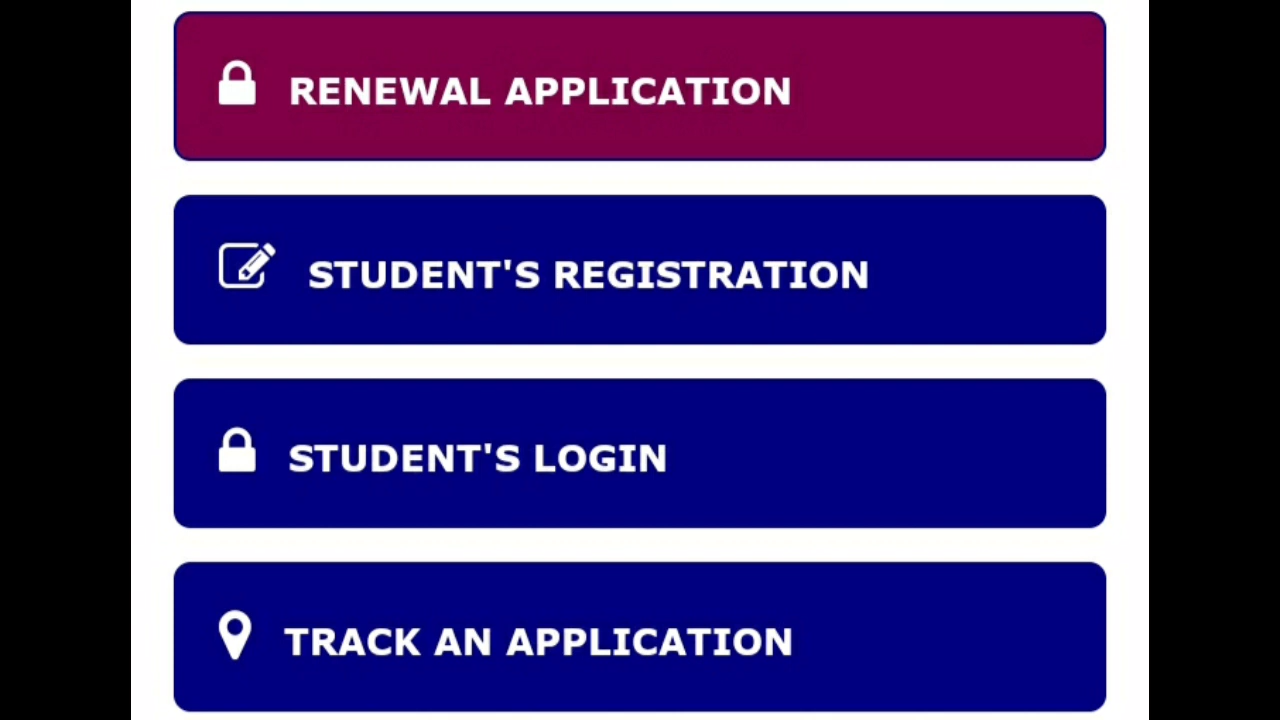 RENEWAL APPLICATION
STUDENT'S REGISTRATION
STUDENT'S LOGIN
TRACK AN APPLICATION